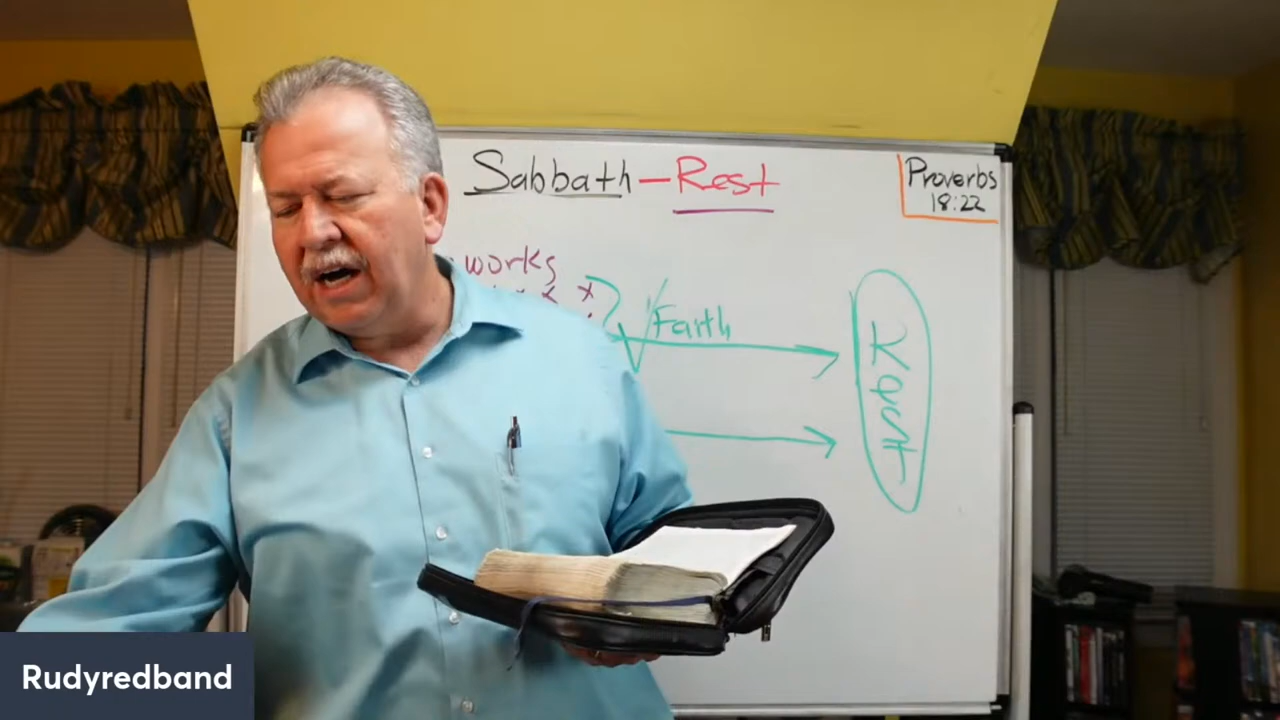 Sabbath - Rest
Proverbs
18:22
works
Faith
Rest
Rudyredband